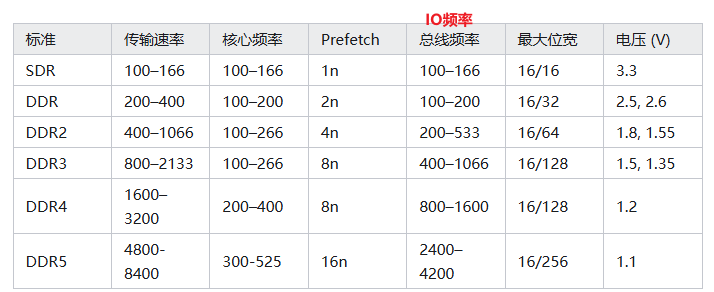 IO频率
标准 传输速率 核心频率 Prefetch 总线频率 最大位宽 电压 (V)
SDR 100–166 100–166 1n 100–166 16/16 3.3
DDR 200–400 100–200 2n 100–200 16/32 2.5, 2.6
DDR2 400–1066 100–266 4n 200–533 16/64 1.8, 1.55
DDR3 800–2133 100–266 8n 400–1066 16/128 1.5, 1.35
DDR4 1600–3200 200–400 8n 800–1600 16/128 1.2
DDR5 4800-8400 300-525 16n 2400–4200 16/256 1.1